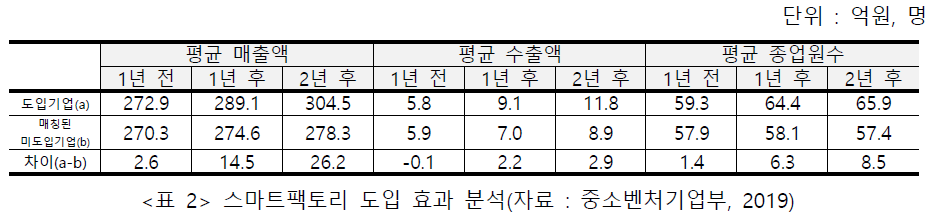 단위 : 억원, 명
평균 매출액 평균 수출액 평균 종업원수
1년 전 1년 후 2년 후 1년 전 1년 후 2년 후 1년 전 1년 후 2년 후
도입기업(a) 272.9 289.1 304.5 5.8 9.1 11.8 59.3 64.4 65.9
매칭된
미도입기업(b) 270.3 274.6 278.3 5.9 7.0 8.9 57.9 58.1 57.4
차이(a-b) 2.6 14.5 26.2 -0.1 2.2 2.9 1.4 6.3 8.5
<표 2> 스마트팩토리 도입 효과 분석(자료 : 중소벤처기업부, 2019)